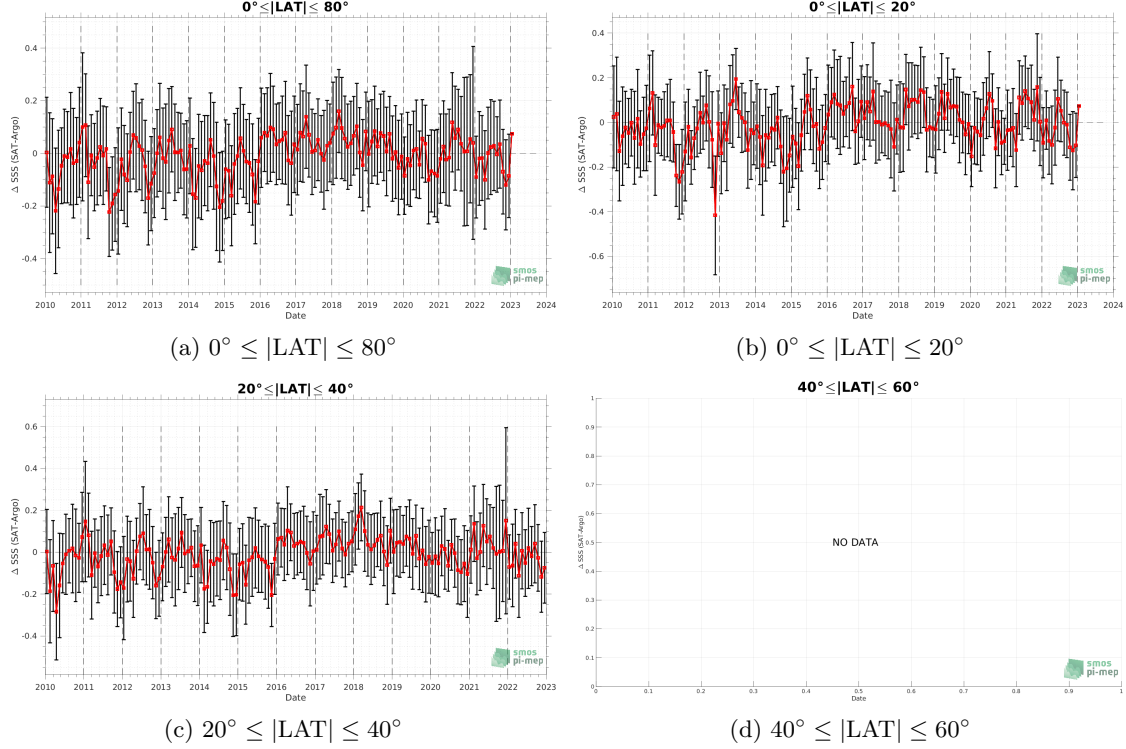 0°≤|LAT|≤ 80°
Δ SSS (SAT-Argo)
0.4
0.2
0
-0.2
-0.4
2010 2011 2012 2013 2014 2015 2016 2017 2018 2019 2020 2021 2022 2023 2024
Date
smos
pi-mep
(a) 0° ≤ |LAT| ≤ 80°
0°≤|LAT|≤ 20°
Δ SSS (SAT-Argo)
0.4
0.2
0
-0.2
-0.4
-0.6
2010 2011 2012 2013 2014 2015 2016 2017 2018 2019 2020 2021 2022 2023 2024
Date
smos
pi-mep
(b) 0° ≤ |LAT| ≤ 20°
20°≤|LAT|≤ 40°
Δ SSS (SAT-Argo)
0.6
0.4
0.2
0
-0.2
-0.4
2010 2011 2012 2013 2014 2015 2016 2017 2018 2019 2020 2021 2022 2023
Date
smos
pi-mep
(c) 20° ≤ |LAT| ≤ 40°
40°≤|LAT|≤ 60°
Δ SSS (SAT-Argo)
1
0.9
0.8
0.7
0.6
0.5
0.4
0.3
0.2
0.1
0
NO DATA
0 0.1 0.2 0.3 0.4 0.5 0.6 0.7 0.8 0.9 1
Date
smos
pi-mep
(d) 40° ≤ |LAT| ≤ 60°